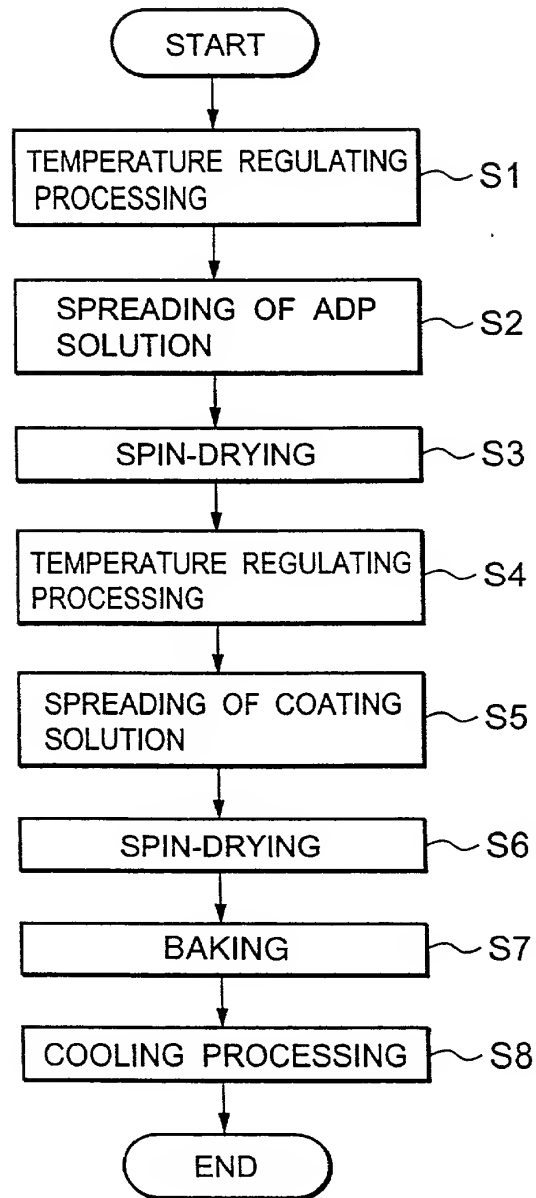 START
TEMPERATURE REGULATING
PROCESSING
S1
SPREADING OF ADP
SOLUTION
S2
SPIN-DRYING
S3
TEMPERATURE REGULATING
PROCESSING
S4
SPREADING OF COATING
SOLUTION
S5
SPIN-DRYING
S6
BAKING
S7
COOLING PROCESSING
S8
END